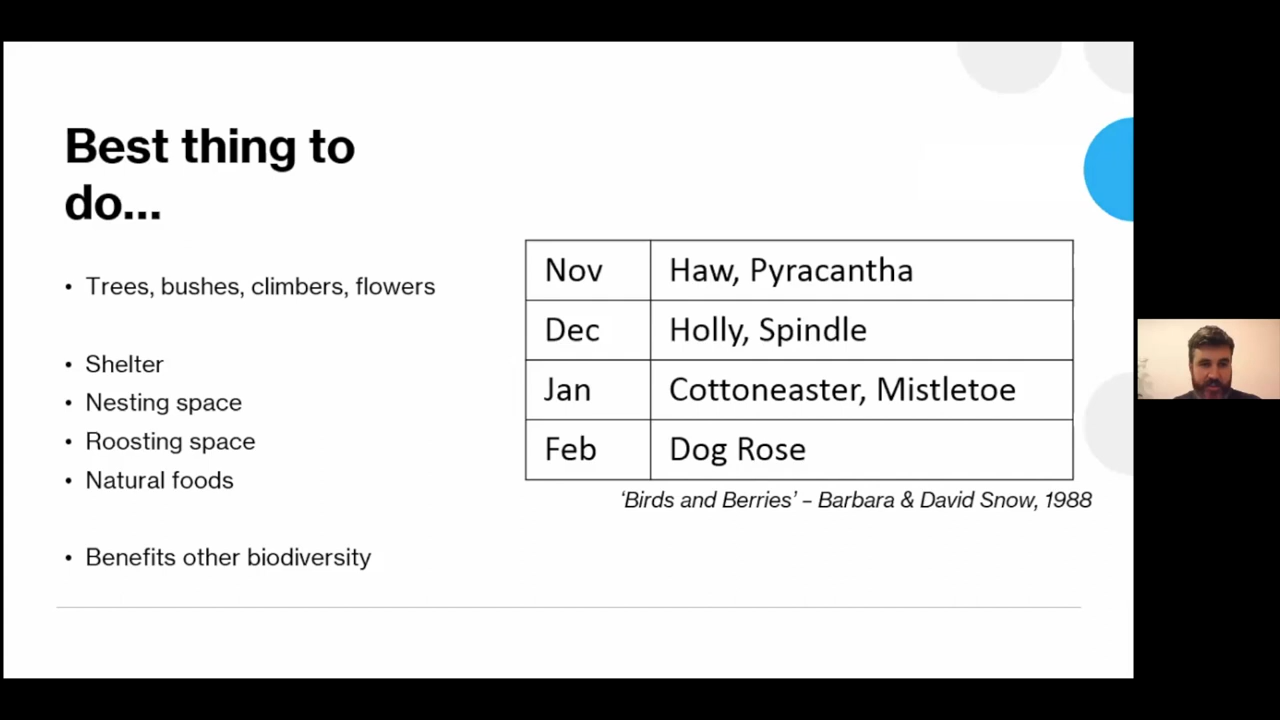 Best thing to
do...
• Trees, bushes, climbers, flowers
• Shelter
• Nesting space
• Roosting space
• Natural foods
• Benefits other biodiversity
Nov Haw, Pyracantha
Dec Holly, Spindle
Jan Cottoneaster, Mistletoe
Feb Dog Rose
‘Birds and Berries’ – Barbara & David Snow, 1988